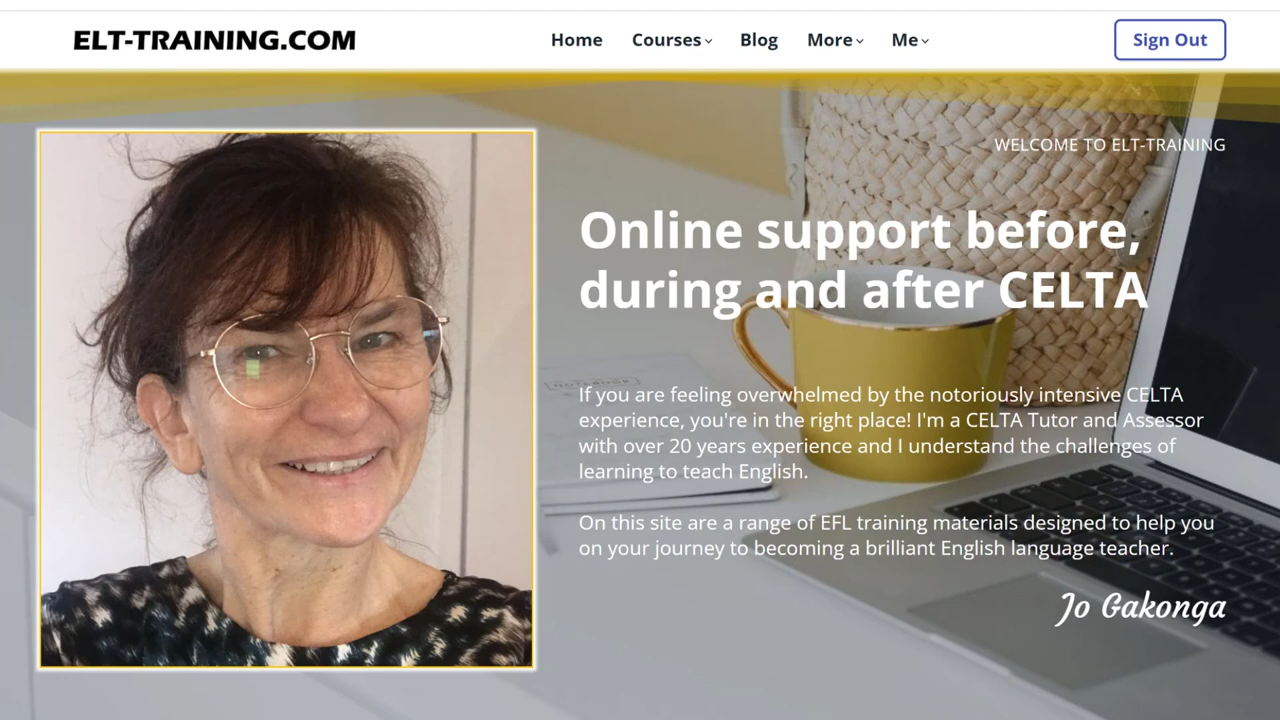 ELT-TRAINING.COM
Home Courses Blog More Me Sign Out
WELCOME TO ELT-TRAINING
Online support before,
during and after CELTA
NOTEBOOK
If you are feeling overwhelmed by the notoriously intensive CELTA
experience, you're in the right place! I'm a CELTA Tutor and Assessor
with over 20 years experience and I understand the challenges of
learning to teach English.
On this site are a range of EFL training materials designed to help you
on your journey to becoming a brilliant English language teacher.
Jo Gakonga